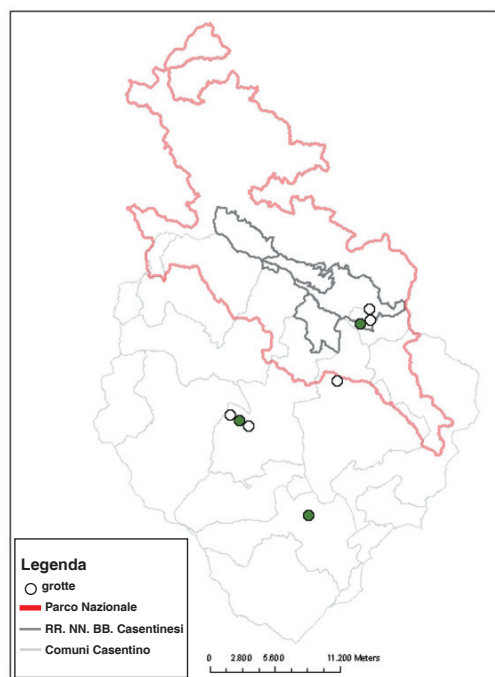 Legenda
grotte
Parco Nazionale
RR. NN. BB. Casentinesi
Comuni Casentino
0 2.800 5.600 11.200 Meters